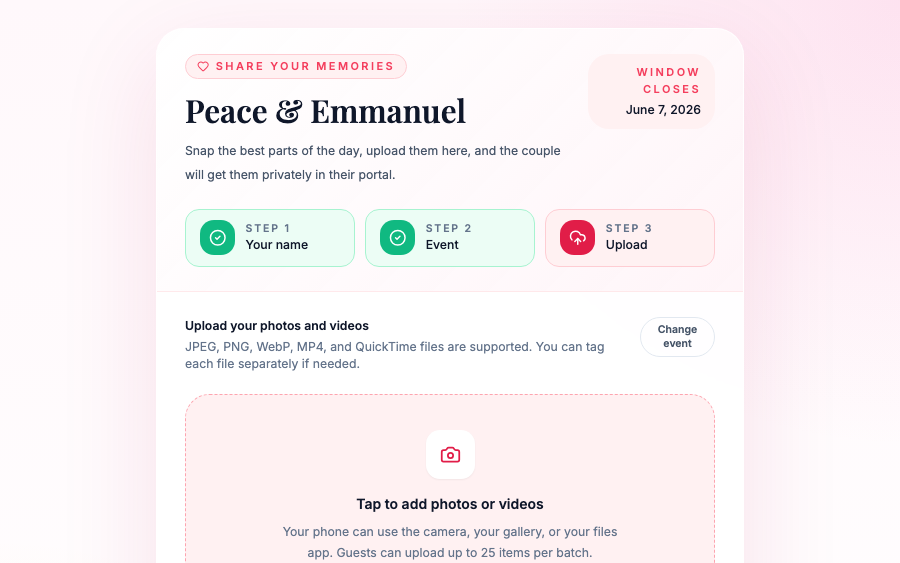 SHARE YOUR MEMORIES
Peace & Emmanuel
Snap the best parts of the day, upload them here, and the couple
will get them privately in their portal.
WINDOW
CLOSES
June 7, 2026
STEP 1
Your name
STEP 2
Event
STEP 3
Upload
Upload your photos and videos
JPEG, PNG, WebP, MP4, and QuickTime files are supported. You can tag
each file separately if needed.
Change
event
Tap to add photos or videos
Your phone can use the camera, your gallery, or your files
app. Guests can upload up to 25 items per batch.